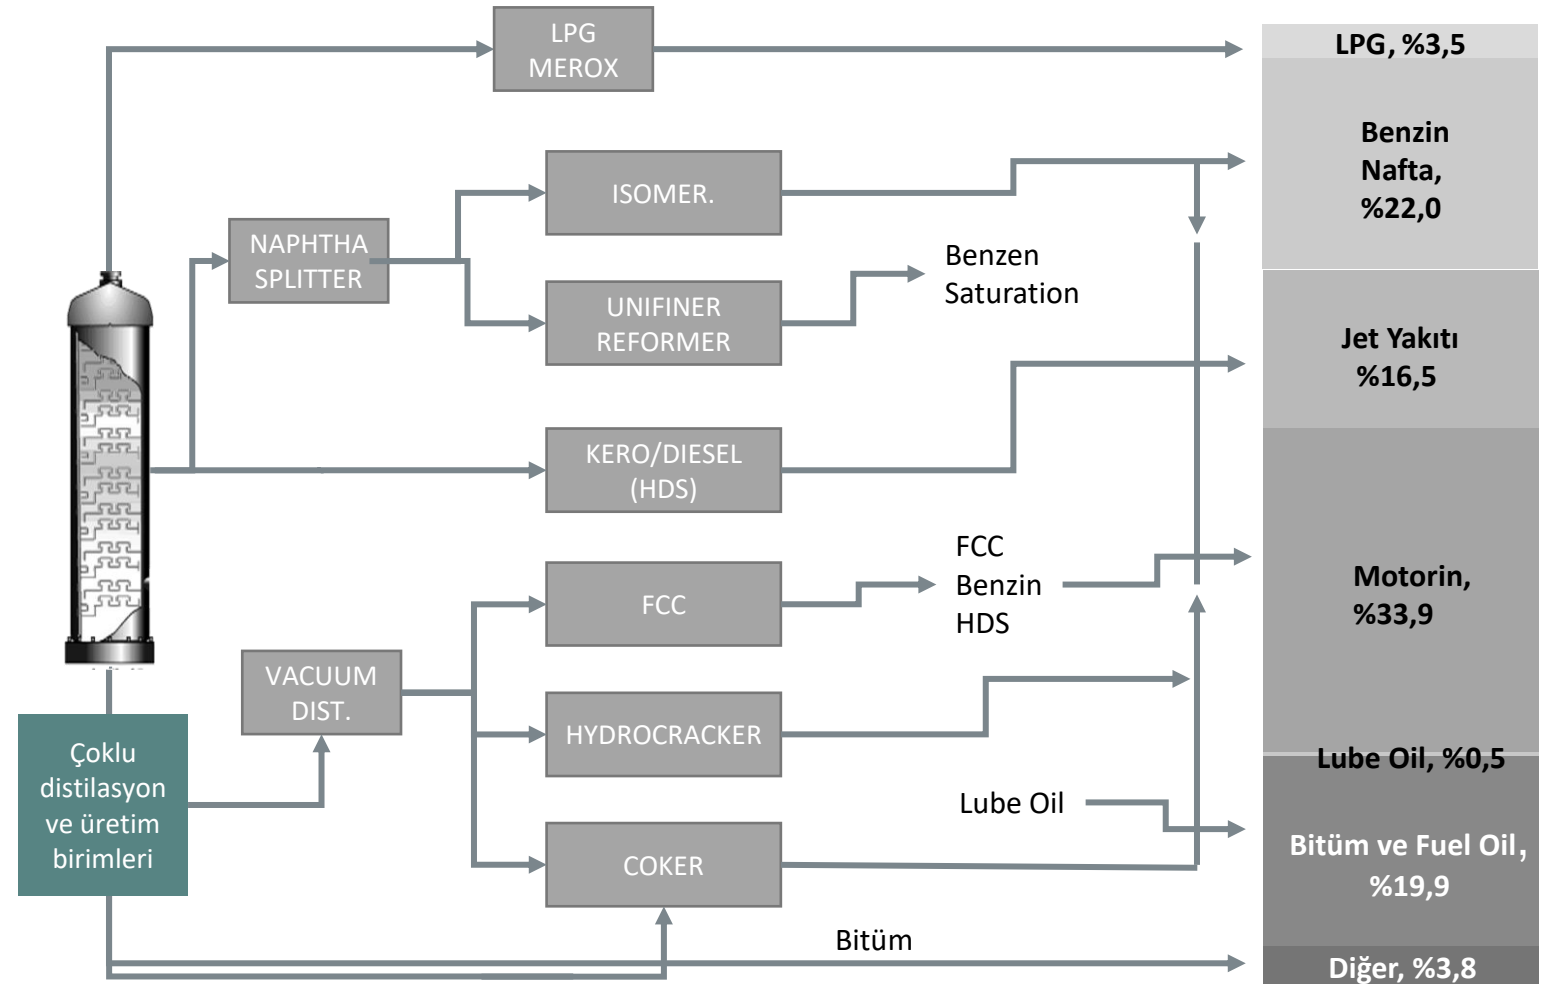 LPG
MEROX
LPG, %3,5
Benzin
Nafta,
%22,0
ISOMER.
NAPHTHA
SPLITTER
Benzen
Saturation
UNIFINER
REFORMER
Jet Yakıtı
%16,5
KERO/DIESEL
(HDS)
FCC
Benzin
HDS
FCC
Motorin,
%33,9
VACUUM
DIST.
HYDROCRACKER
Çoklu
distilasyon
ve üretim
birimleri
Lube Oil, %0,5
Lube Oil
Bitüm ve Fuel Oil,
%19,9
COKER
Bitüm
Diğer, %3,8